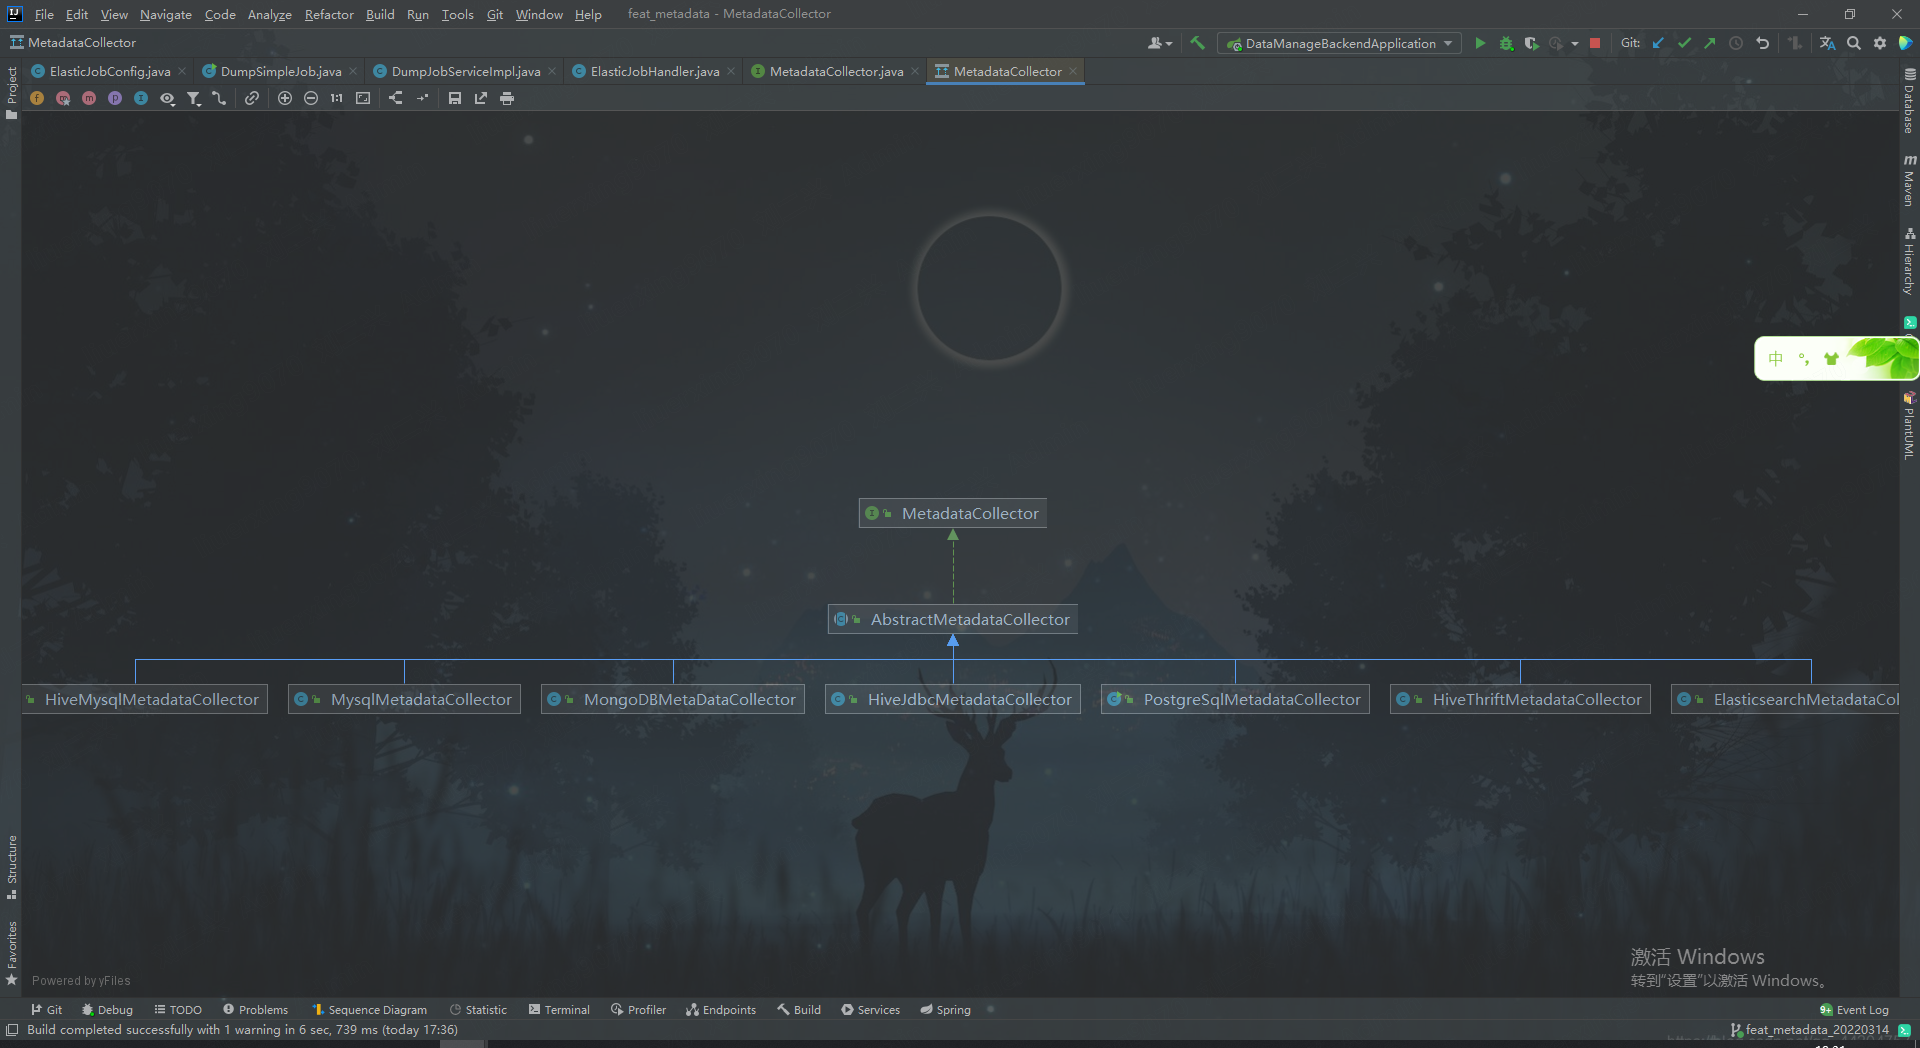 File Edit View Navigate Code Analyze Refactor Build Run Tools Git Window Help feat_metadata - MetadataCollector
MetadataCollector DataManageBackendApplication Git:
ElasticJobConfig.java DumpSimpleJob.java DumpJobServiceImpl.java ElasticJobHandler.java MetadataCollector.java MetadataCollector
Project
1:1
Database
Maven
Hierarchy
中 °,
PlantUML
MetadataCollector
AbstractMetadataCollector
HiveMysqlMetadataCollector MysqlMetadataCollector MongoDBMetaDataCollector HiveJdbcMetadataCollector PostgreSqlMetadataCollector HiveThriftMetadataCollector ElasticsearchMetadataCol
Structure
Favorites
激活 Windows
转到“设置”以激活 Windows。
Powered by yFiles
Git Debug TODO Problems Sequence Diagram Statistic Terminal Profiler Endpoints Build Services Spring Event Log
Build completed successfully with 1 warning in 6 sec, 739 ms (today 17:36) feat_metadata_20220314